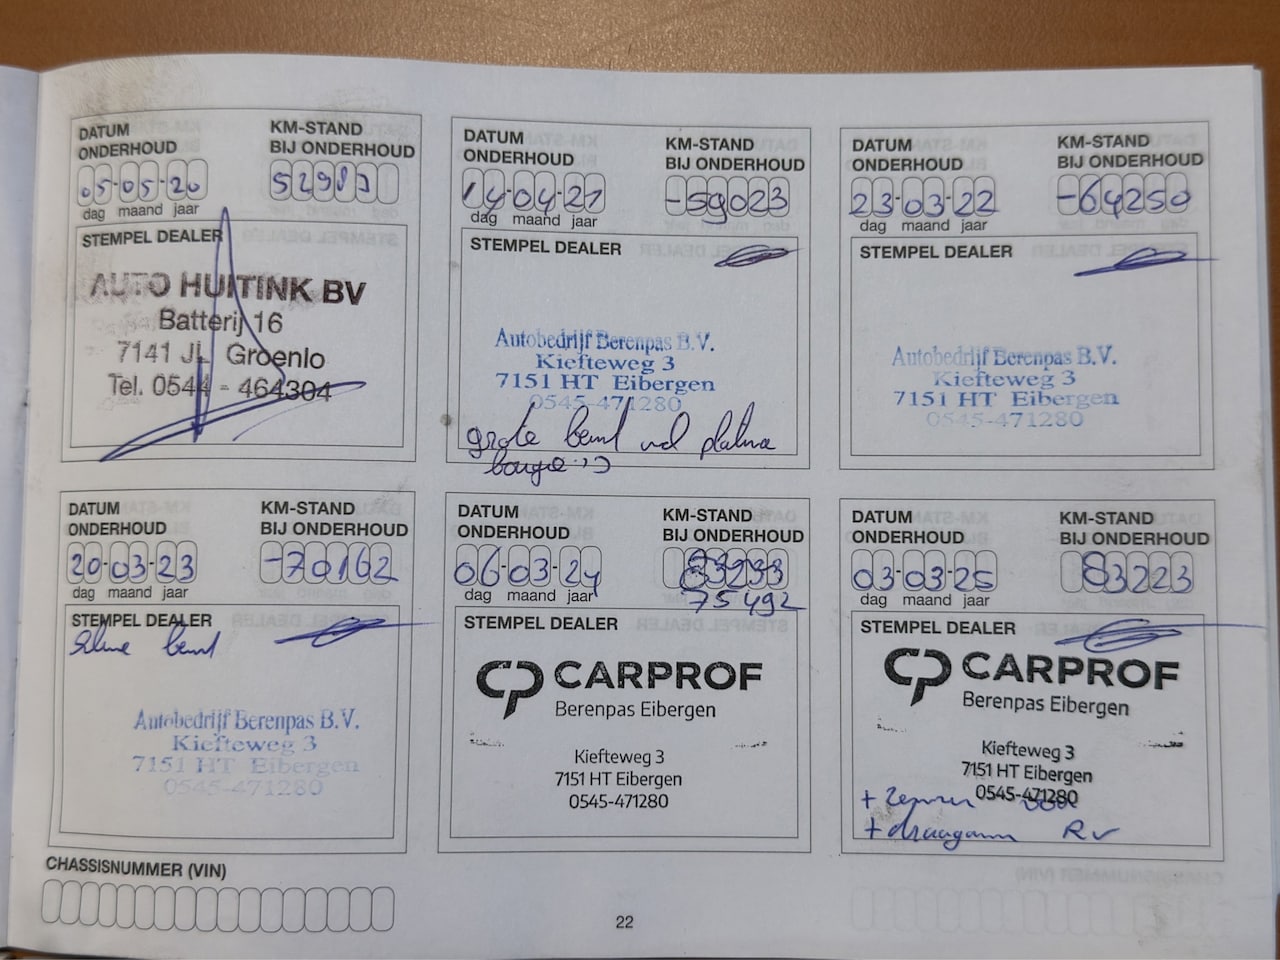 DATUM
ONDERHOUD
KM-STAND
BIJ ONDERHOUD
05-05-20
dag maand jaar
STEMPEL DEALER
AUTO HUITINK BV
Batterij 16
7141 JL Groenlo
Tel. 0544 - 464304
DATUM
ONDERHOUD
KM-STAND
BIJ ONDERHOUD
14-04-21 -59023
dag maand jaar
STEMPEL DEALER
Autobedrijf Berenpas B.V.
Kiefteweg 3
7151 HT Eibergen
0545-471280
grote beurt
bougie
DATUM
ONDERHOUD
KM-STAND
BIJ ONDERHOUD
23-03-22 -64250
dag maand jaar
STEMPEL DEALER
Autobedrijf Berenpas B.V.
Kiefteweg 3
7151 HT Eibergen
0545-471280
DATUM
ONDERHOUD
KM-STAND
BIJ ONDERHOUD
20-03-23 -70162
dag maand jaar
STEMPEL DEALER
beurt
Autobedrijf Berenpas B.V.
Kiefteweg 3
7151 HT Eibergen
0545-471280
DATUM
ONDERHOUD
KM-STAND
BIJ ONDERHOUD
06-03-24
dag maand jaar
75492
STEMPEL DEALER
CARPROF
Berenpas Eibergen
Kiefteweg 3
7151 HT Eibergen
0545-471280
DATUM
ONDERHOUD
KM-STAND
BIJ ONDERHOUD
03-03-25 83223
dag maand jaar
STEMPEL DEALER
CARPROF
Berenpas Eibergen
Kiefteweg 3
7151 HT Eibergen
0545-471280
+ draagarm RV
CHASSISNUMMER (VIN)
22